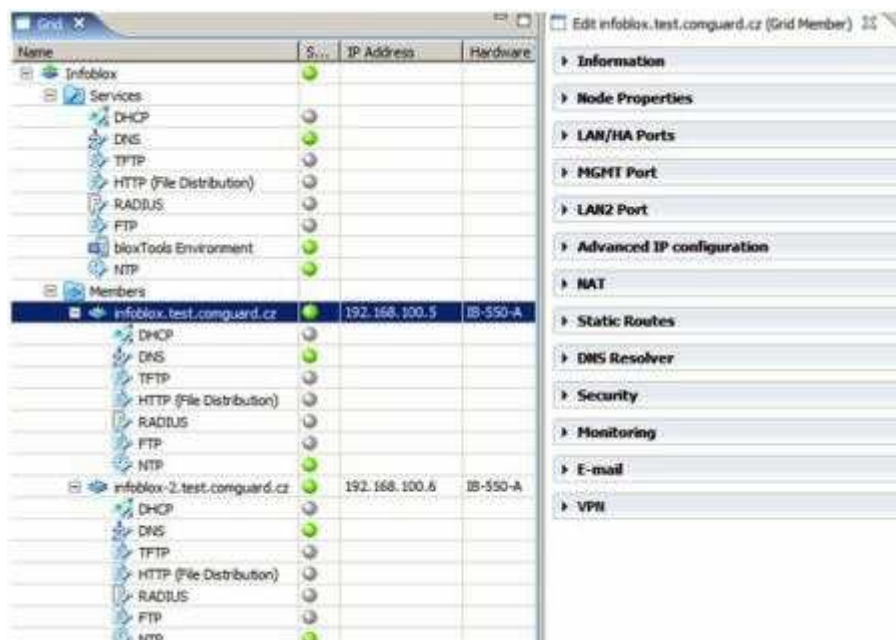 Grid
Name S... IP Address Hardware
Infoblox
Services
DHCP
DNS
TFTP
HTTP (File Distribution)
RADIUS
FTP
bloxTools Environment
NTP
Members
infoblox.test.comguard.cz 192.168.100.5 IB-550-A
DHCP
DNS
TFTP
HTTP (File Distribution)
RADIUS
FTP
NTP
infoblox-2.test.comguard.cz 192.168.100.6 IB-550-A
DHCP
DNS
TFTP
HTTP (File Distribution)
RADIUS
FTP
NTP
Edit infoblox.test.comguard.cz (Grid Member)
Information
Node Properties
LAN/HA Ports
MGMT Port
LAN2 Port
Advanced IP configuration
NAT
Static Routes
DNS Resolver
Security
Monitoring
E-mail
VPN